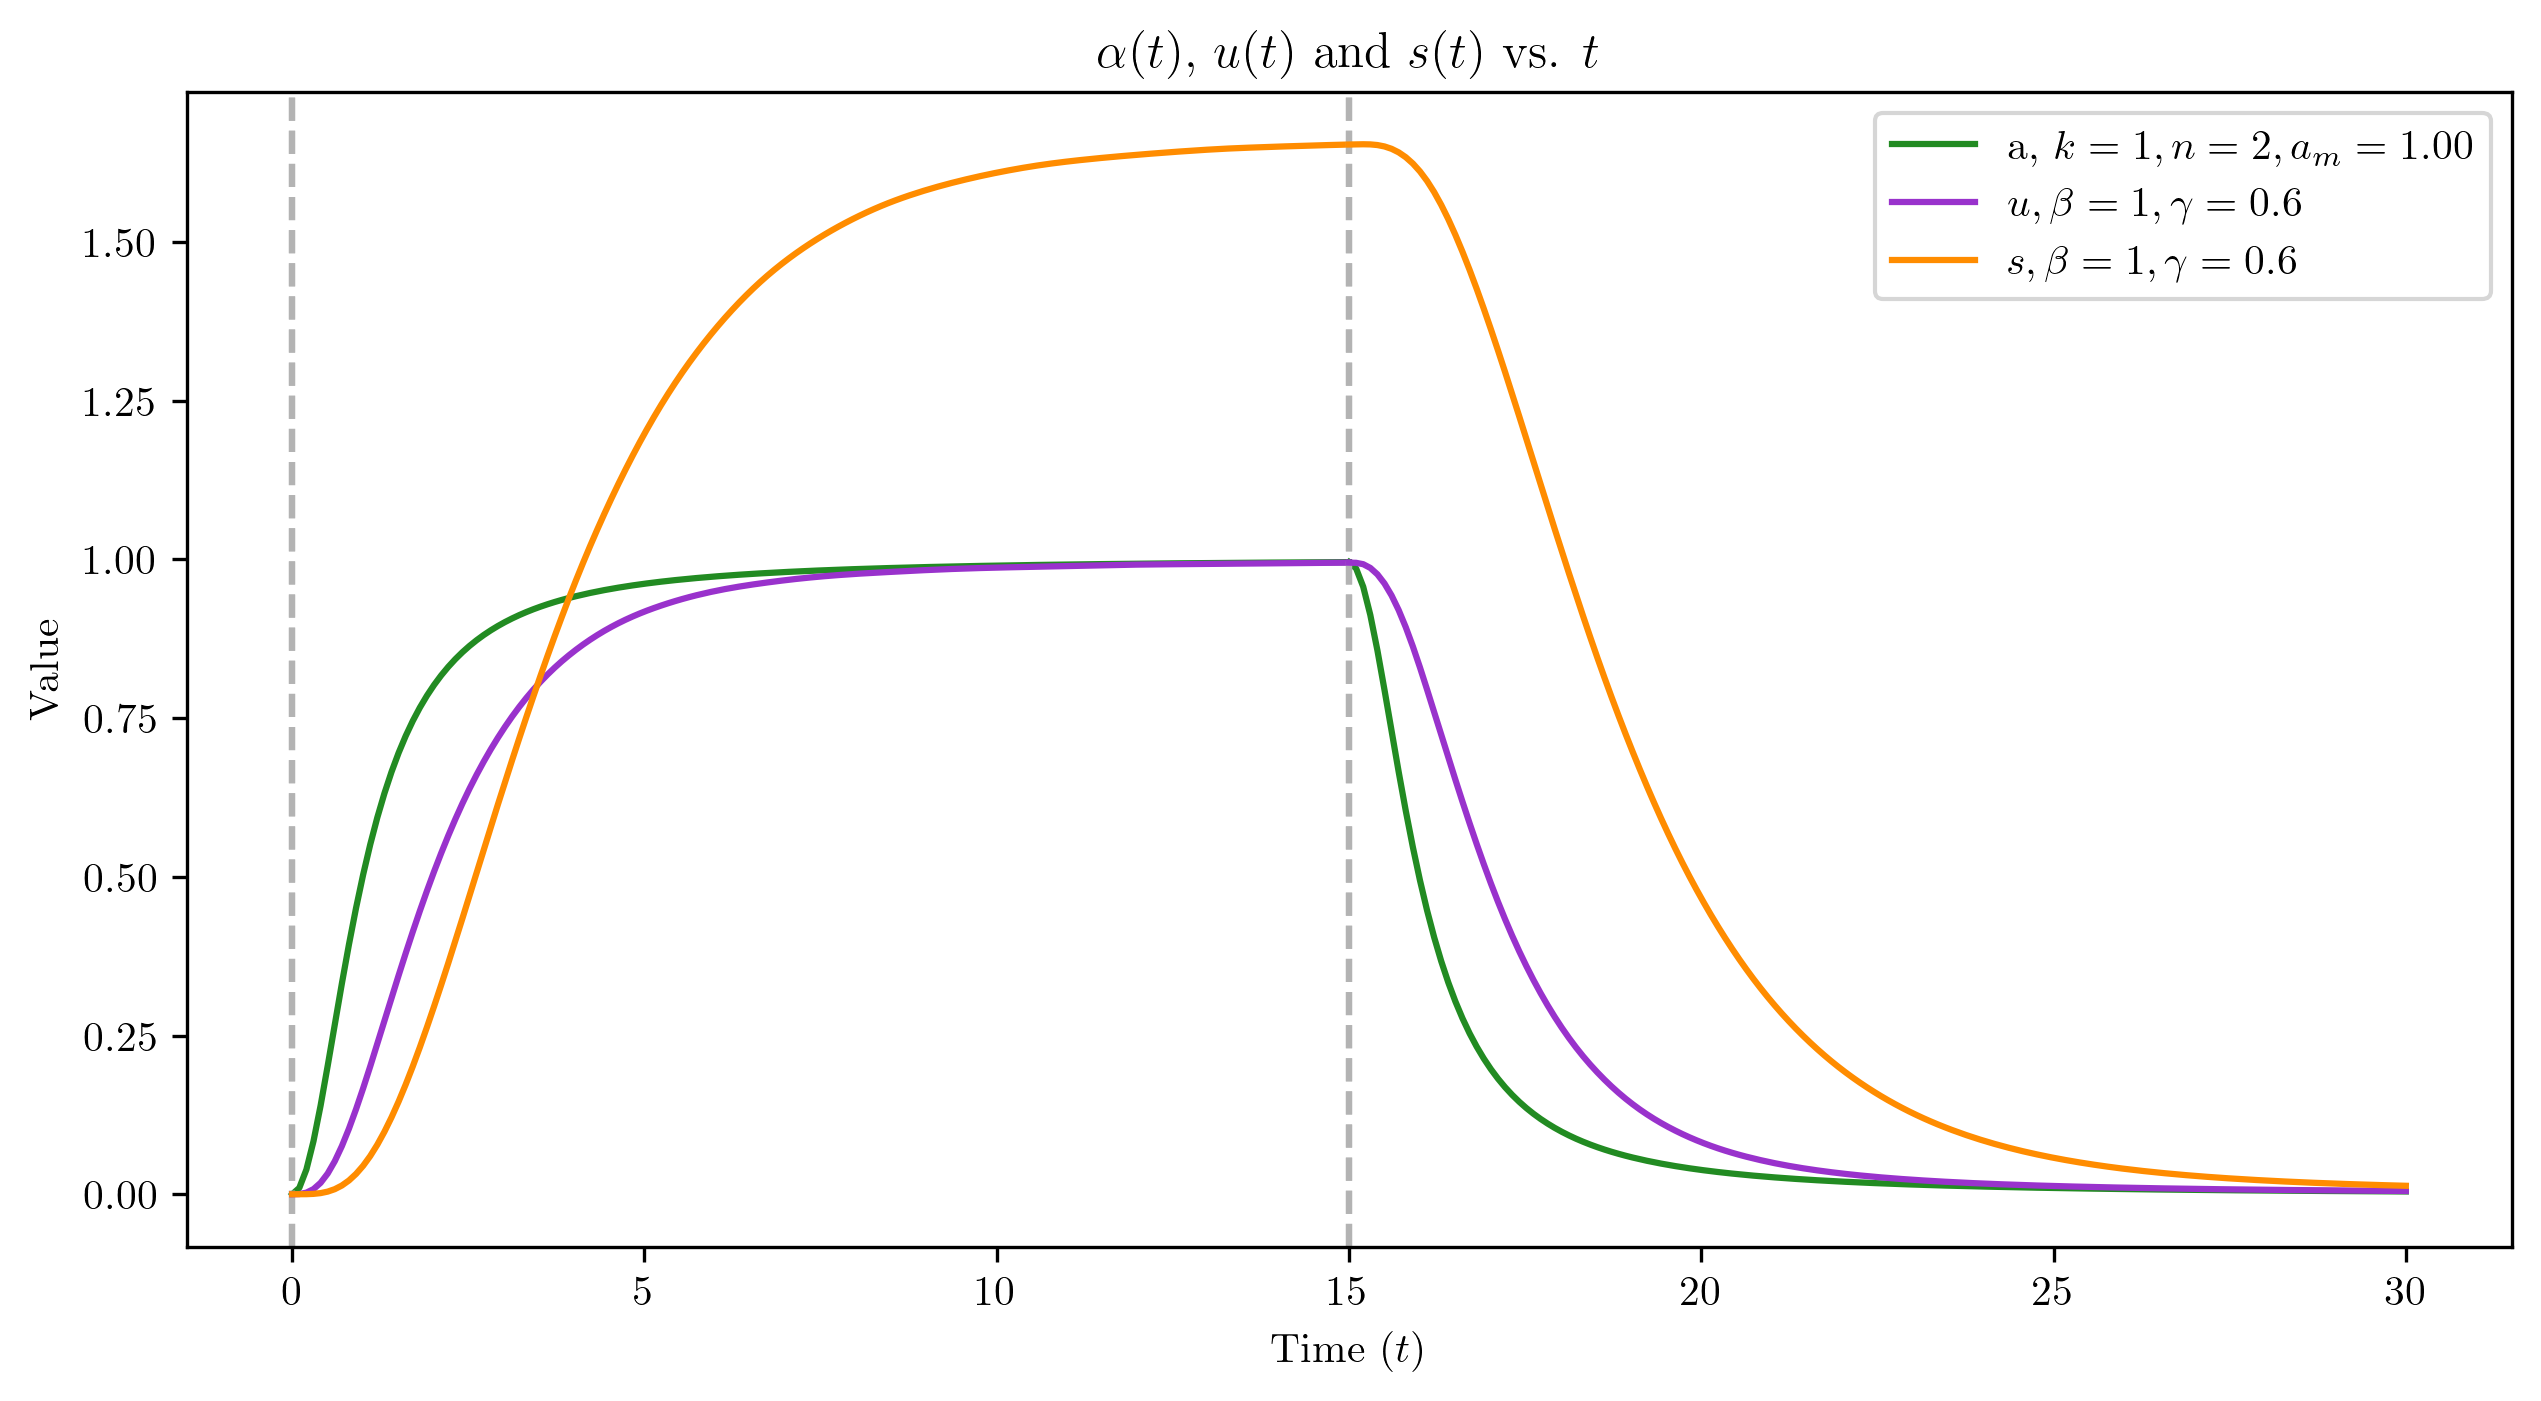 α(t), u(t) and s(t) vs. t
a, k = 1, n = 2, a_m = 1.00
u, β = 1, γ = 0.6
s, β = 1, γ = 0.6
Value
1.50
1.25
1.00
0.75
0.50
0.25
0.00
0 5 10 15 20 25 30
Time (t)